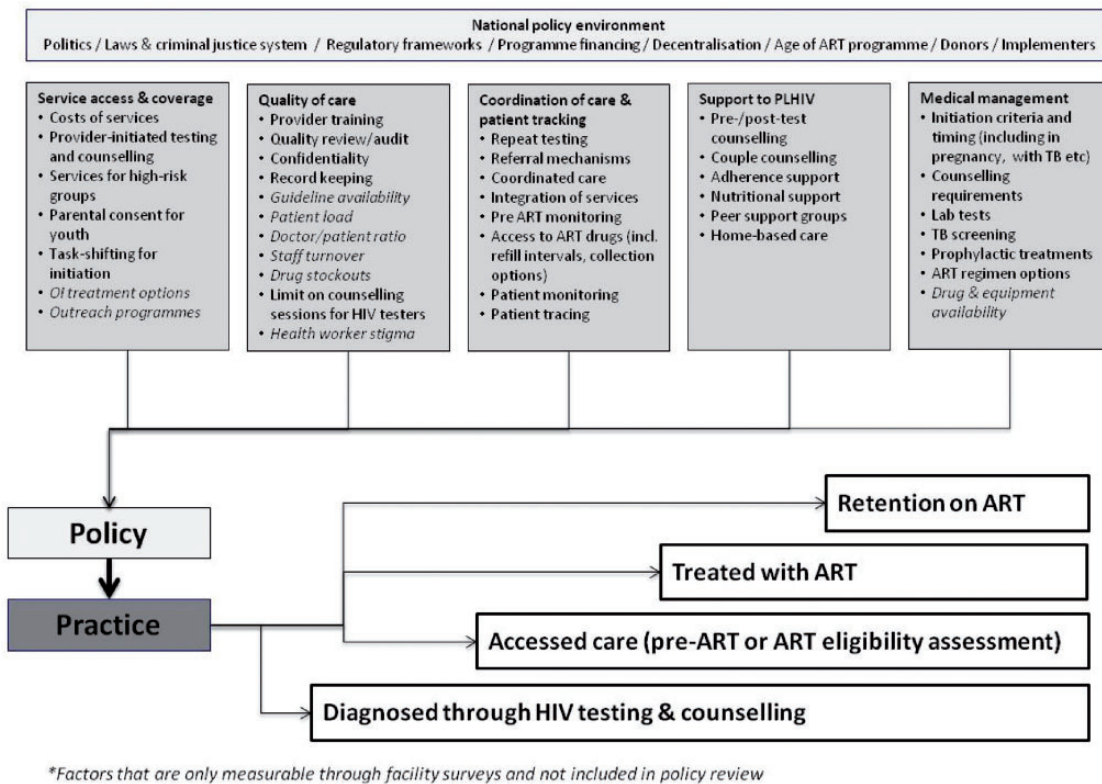 National policy environment
Politics / Laws & criminal justice system / Regulatory frameworks / Programme financing / Decentralisation / Age of ART programme / Donors / Implementers
Service access & coverage
• Costs of services
• Provider-initiated testing
and counselling
• Services for high-risk
groups
• Parental consent for
youth
• Task-shifting for
initiation
• OI treatment options
• Outreach programmes
Quality of care
• Provider training
• Quality review/audit
• Confidentiality
• Record keeping
• Guideline availability
• Patient load
• Doctor/patient ratio
• Staff turnover
• Drug stockouts
• Limit on counselling
sessions for HIV testers
• Health worker stigma
Coordination of care &
patient tracking
• Repeat testing
• Referral mechanisms
• Coordinated care
• Integration of services
• Pre ART monitoring
• Access to ART drugs (incl.
refill intervals, collection
options)
• Patient monitoring
• Patient tracing
Support to PLHIV
• Pre-/post-test
counselling
• Couple counselling
• Adherence support
• Nutritional support
• Peer support groups
• Home-based care
Medical management
• Initiation criteria and
timing (including in
pregnancy, with TB etc)
• Counselling
requirements
• Lab tests
• TB screening
• Prophylactic treatments
• ART regimen options
• Drug & equipment
availability
Policy
Practice
Retention on ART
Treated with ART
Accessed care (pre-ART or ART eligibility assessment)
Diagnosed through HIV testing & counselling
*Factors that are only measurable through facility surveys and not included in policy review